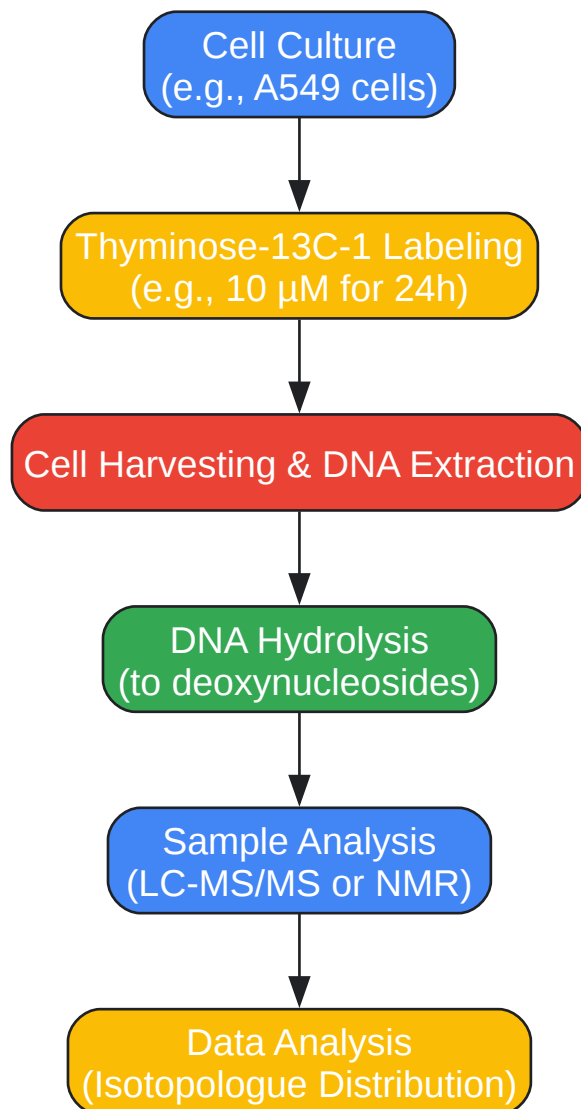 Cell Culture
(e.g., A549 cells)
Thyminose-13C-1 Labeling
(e.g., 10 µM for 24h)
Cell Harvesting & DNA Extraction
DNA Hydrolysis
(to deoxynucleosides)
Sample Analysis
(LC-MS/MS or NMR)
Data Analysis
(Isotopologue Distribution)